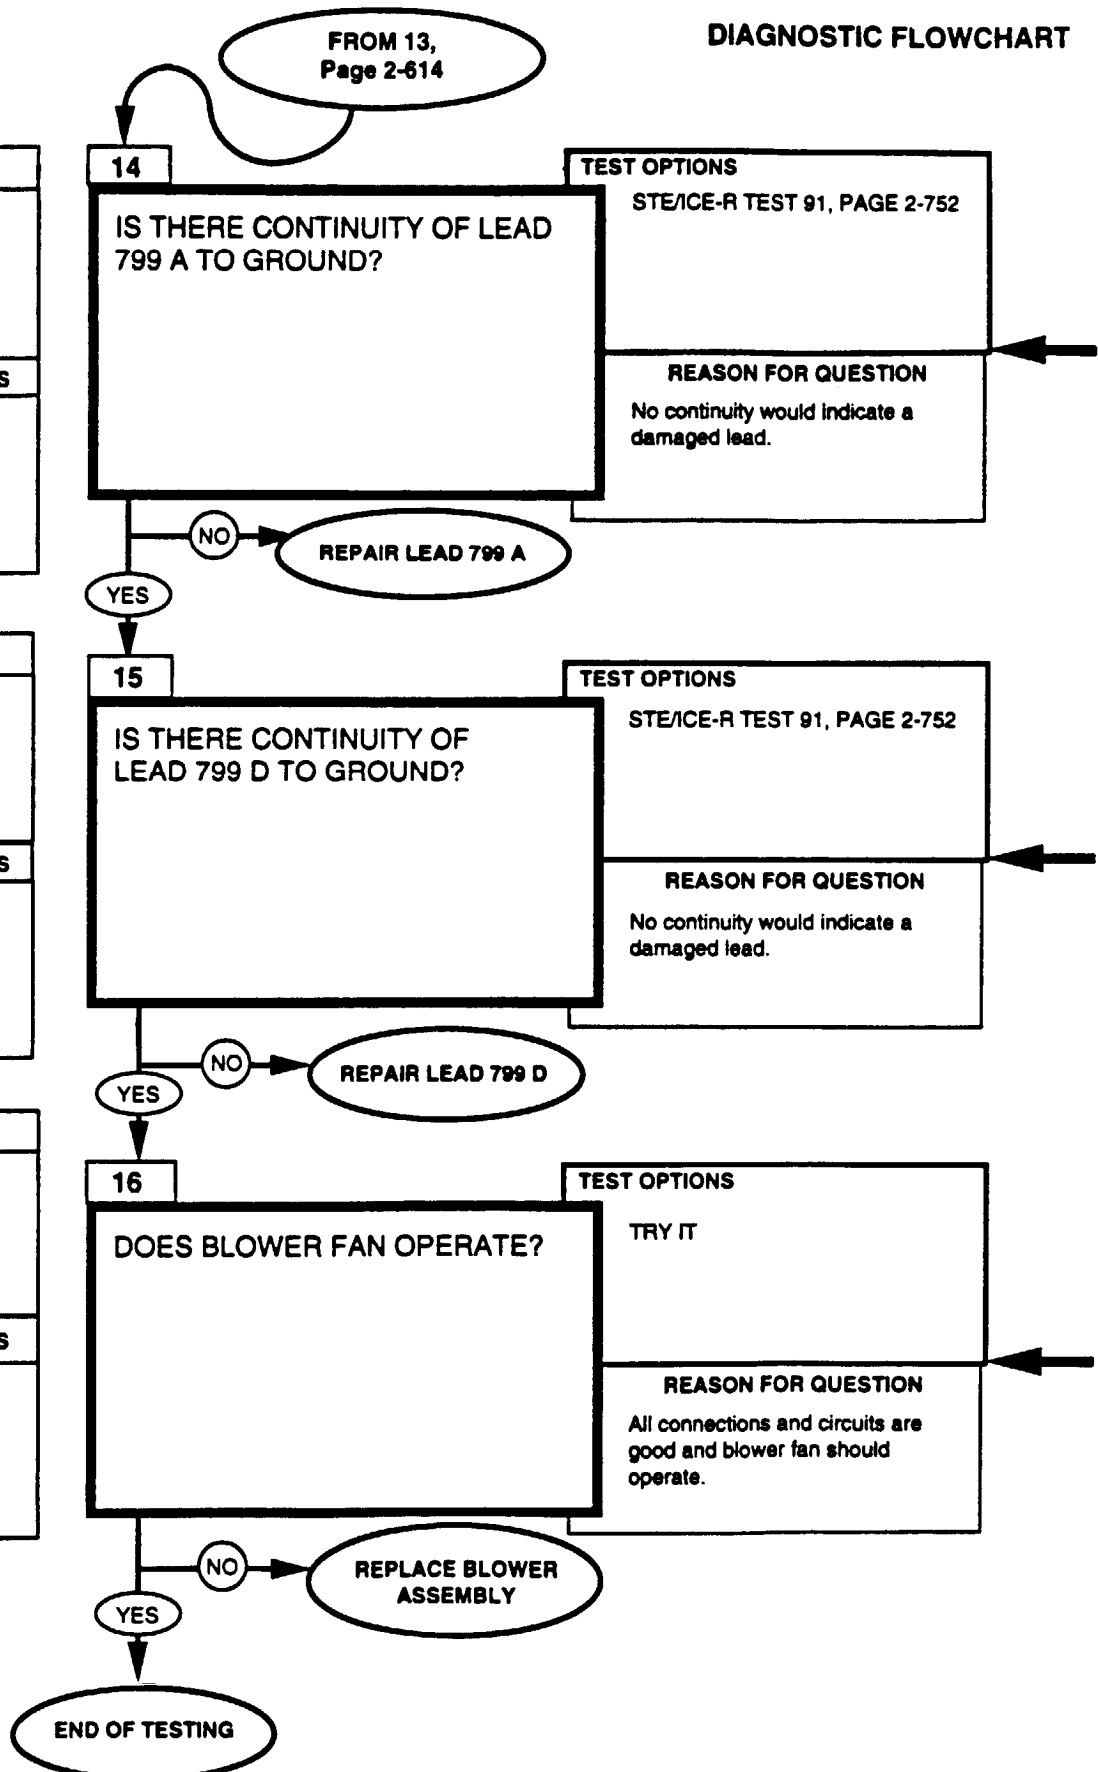 DIAGNOSTIC FLOWCHART
FROM 13,
Page 2-614
14
IS THERE CONTINUITY OF LEAD
799 A TO GROUND?
TEST OPTIONS
STE/ICE-R TEST 91, PAGE 2-752
REASON FOR QUESTION
No continuity would indicate a
damaged lead.
S
NO
REPAIR LEAD 799 A
YES
15
IS THERE CONTINUITY OF
LEAD 799 D TO GROUND?
TEST OPTIONS
STE/ICE-R TEST 91, PAGE 2-752
REASON FOR QUESTION
No continuity would indicate a
damaged lead.
S
NO
REPAIR LEAD 799 D
YES
16
DOES BLOWER FAN OPERATE?
TEST OPTIONS
TRY IT
REASON FOR QUESTION
All connections and circuits are
good and blower fan should
operate.
S
NO
REPLACE BLOWER
ASSEMBLY
YES
END OF TESTING